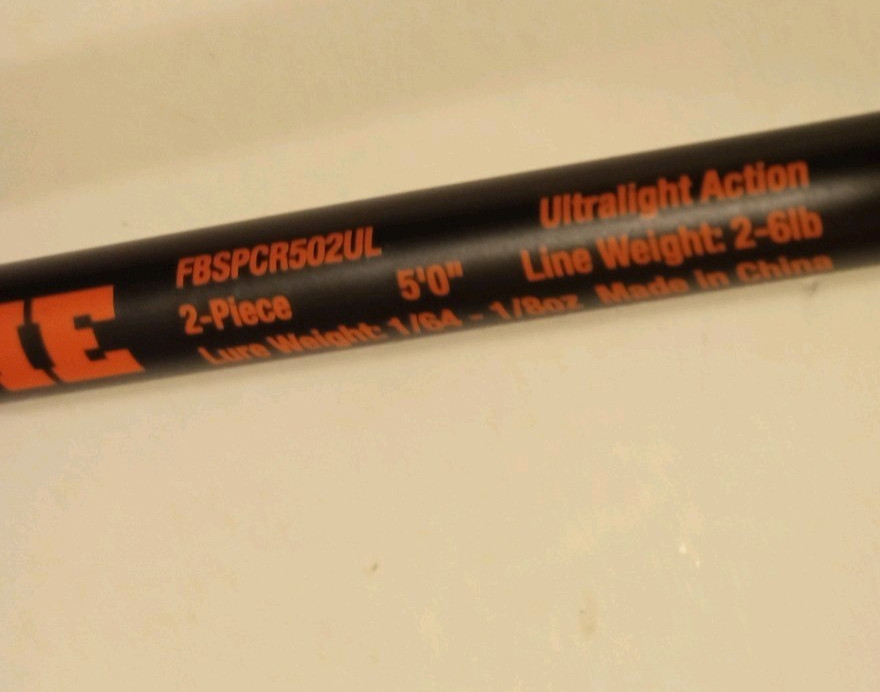 FBSPCR502UL
2-Piece 5'0"
Lure Weight: 1/64 - 1/8oz
Ultralight Action
Line Weight: 2-6lb
Made in China